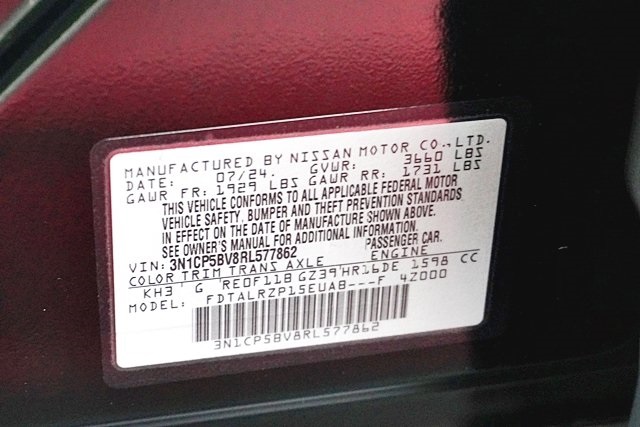 MANUFACTURED BY NISSAN MOTOR CO.,LTD.
DATE: 07/24. GVWR: 3660 LBS
GAWR FR: 1929 LBS GAWR RR: 1731 LBS
THIS VEHICLE CONFORMS TO ALL APPLICABLE FEDERAL MOTOR
VEHICLE SAFETY, BUMPER AND THEFT PREVENTION STANDARDS
IN EFFECT ON THE DATE OF MANUFACTURE SHOWN ABOVE.
SEE OWNER'S MANUAL FOR ADDITIONAL INFORMATION.
VIN: 3N1CP5BV8RL577862 PASSENGER CAR.
COLOR TRIM TRANS AXLE ENGINE
KH3 G RE0F11B GZ39 HR16DE 1598 CC
MODEL: FDTALRZP15EUAB---F 4Z000
3N1CP5BV8RL577862